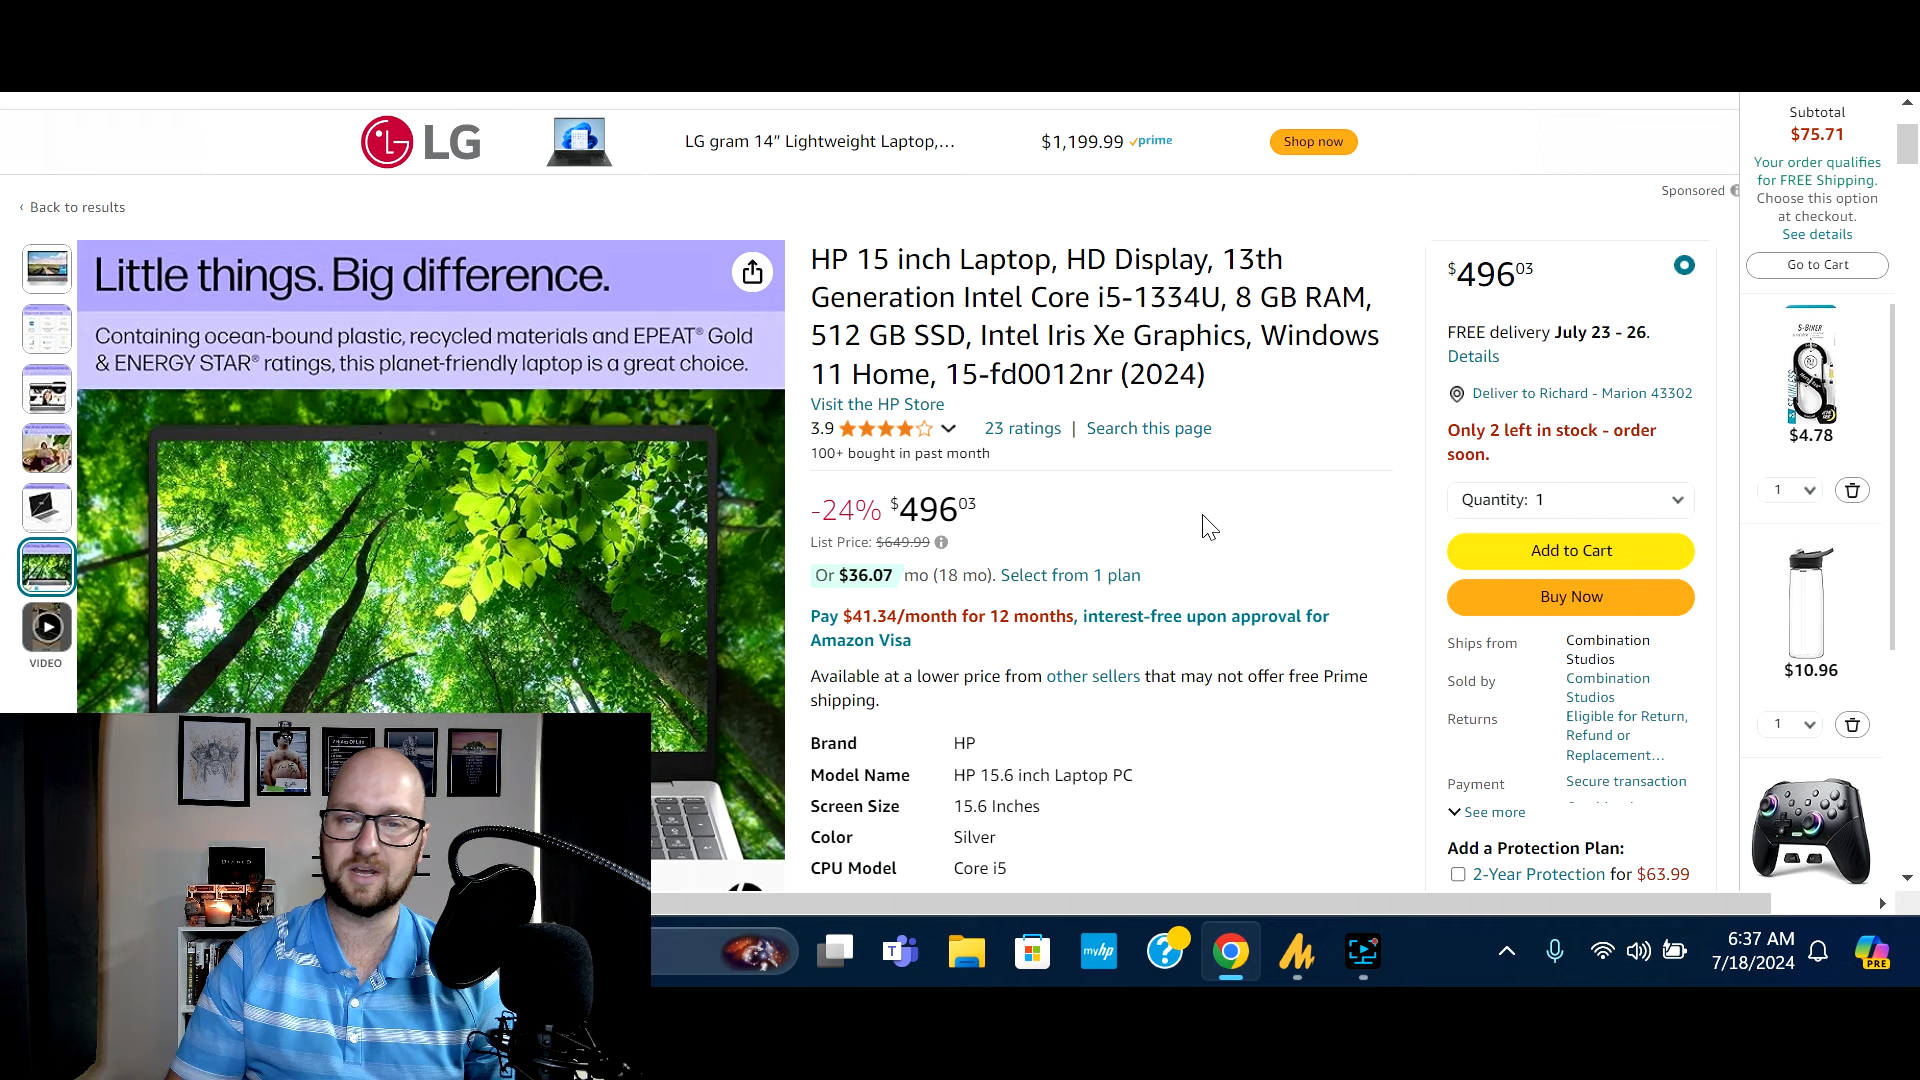 LG
LG gram 14” Lightweight Laptop,...
$1,199.99 prime
Shop now
Sponsored
‹ Back to results
Little things. Big difference.
Containing ocean-bound plastic, recycled materials and EPEAT® Gold
& ENERGY STAR® ratings, this planet-friendly laptop is a great choice.
VIDEO
HP 15 inch Laptop, HD Display, 13th
Generation Intel Core i5-1334U, 8 GB RAM,
512 GB SSD, Intel Iris Xe Graphics, Windows
11 Home, 15-fd0012nr (2024)
Visit the HP Store
3.9 23 ratings | Search this page
100+ bought in past month
-24% $496 03
List Price: $649.99
Or $36.07 mo (18 mo). Select from 1 plan
Pay $41.34/month for 12 months, interest-free upon approval for
Amazon Visa
Available at a lower price from other sellers that may not offer free Prime
shipping.
Brand HP
Model Name HP 15.6 inch Laptop PC
Screen Size 15.6 Inches
Color Silver
CPU Model Core i5
$496 03
FREE delivery July 23 - 26.
Details
Deliver to Richard - Marion 43302
Only 2 left in stock - order
soon.
Quantity: 1
Add to Cart
Buy Now
Ships from Combination
Studios
Sold by Combination
Studios
Returns Eligible for Return,
Refund or
Replacement...
Payment Secure transaction
See more
Add a Protection Plan:
2-Year Protection for $63.99
Subtotal
$75.71
Your order qualifies
for FREE Shipping.
Choose this option
at checkout.
See details
Go to Cart
S-BINER
$4.78
1
$10.96
1
DIABLO
T
myhp
?
6:37 AM
7/18/2024
PRE